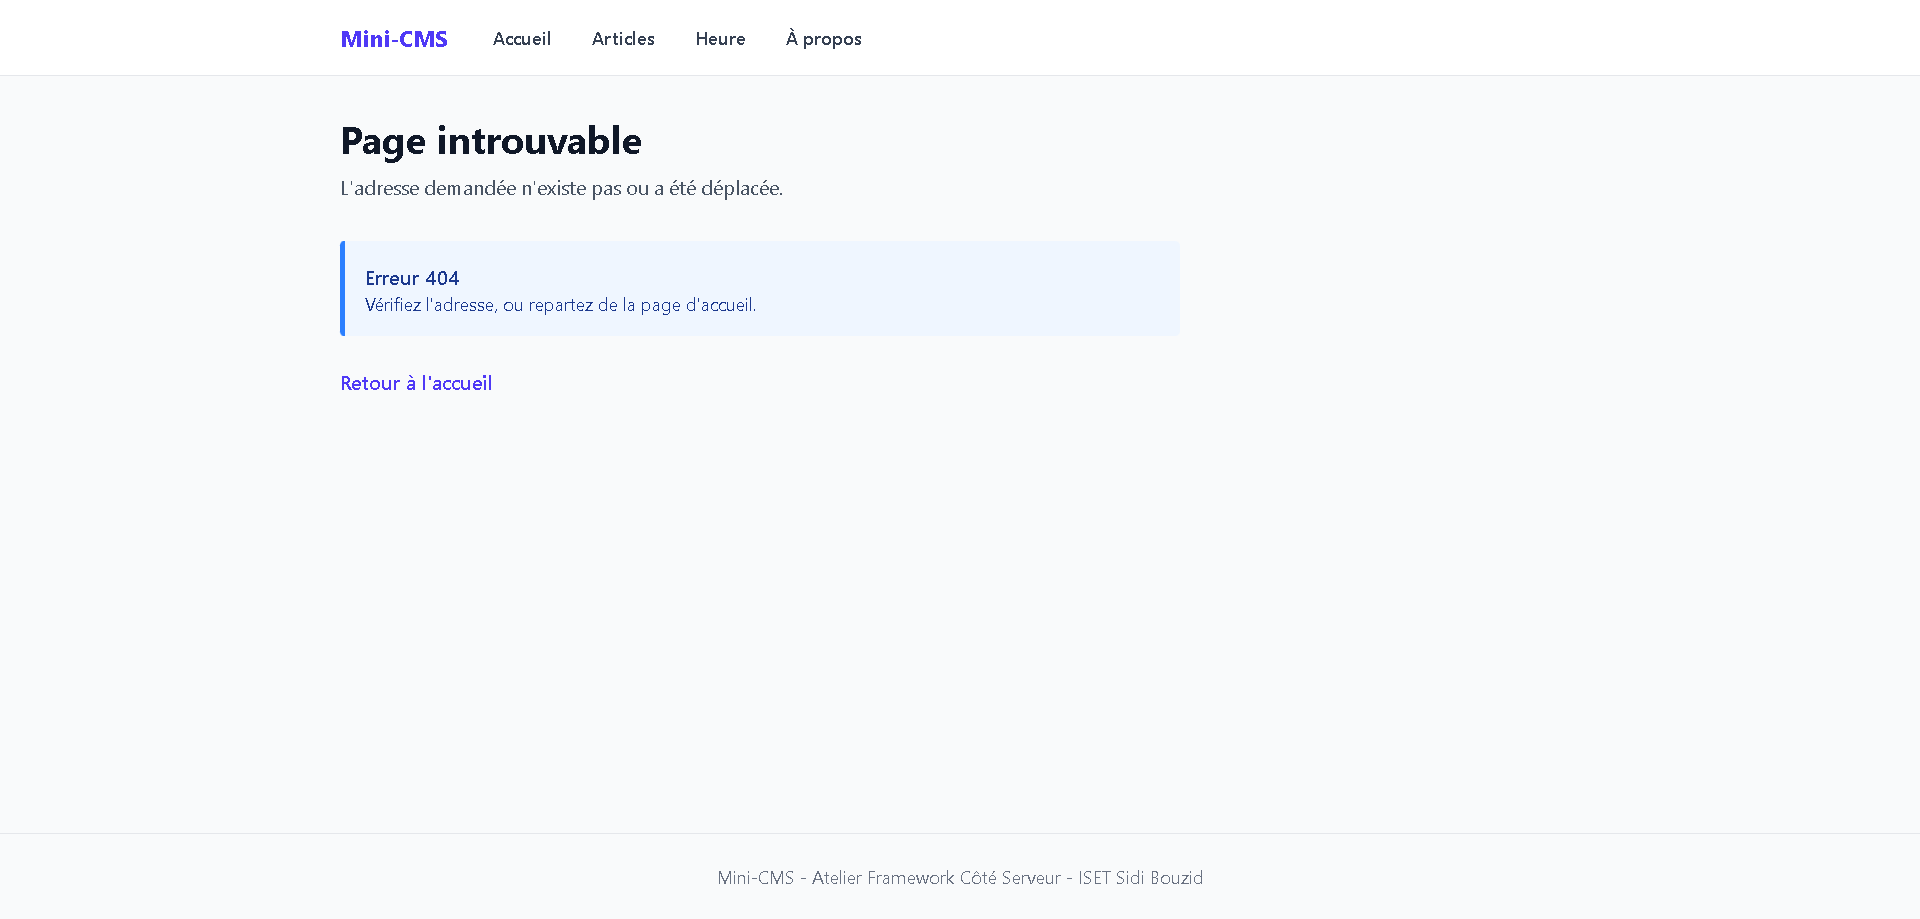 Mini-CMS Accueil Articles Heure À propos
Page introuvable
L'adresse demandée n'existe pas ou a été déplacée.
Erreur 404
Vérifiez l'adresse, ou repartez de la page d'accueil.
Retour à l'accueil
Mini-CMS - Atelier Framework Côté Serveur - ISET Sidi Bouzid